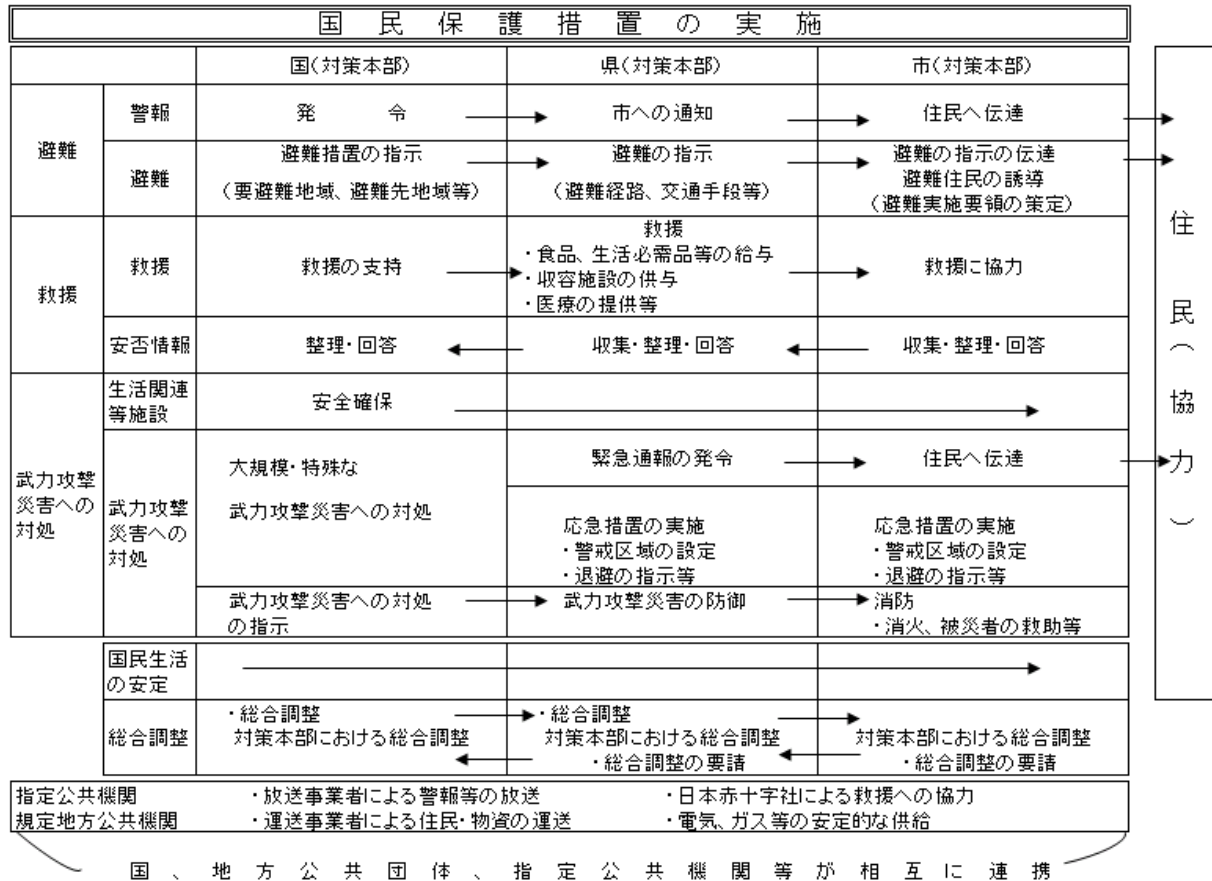 国民保護措置の実施
国(対策本部) 県(対策本部) 市(対策本部)
避難
警報 発令 市への通知 住民へ伝達
避難
避難措置の指示
(要避難地域、避難先地域等)
避難の指示
(避難経路、交通手段等)
避難の指示の伝達
避難住民の誘導
(避難実施要領の策定)
救援
救援 救援の支持
救援
・食品、生活必需品等の給与
・収容施設の供与
・医療の提供等
救援に協力
安否情報 整理・回答 収集・整理・回答 収集・整理・回答
武力攻撃
災害への
対処
生活関連
等施設
安全確保
武力攻撃
災害への
対処
大規模・特殊な
武力攻撃災害への対処
緊急通報の発令 住民へ伝達
応急措置の実施
・警戒区域の設定
・退避の指示等
応急措置の実施
・警戒区域の設定
・退避の指示等
武力攻撃災害への対処
の指示
武力攻撃災害の防御
消防
・消火、被災者の救助等
国民生活
の安定
総合調整
・総合調整
対策本部における総合調整
・総合調整
対策本部における総合調整
・総合調整の要請
対策本部における総合調整
・総合調整の要請
住民(協力)
指定公共機関 ・放送事業者による警報等の放送 ・日本赤十字社による救援への協力
規定地方公共機関 ・運送事業者による住民・物資の運送 ・電気、ガス等の安定的な供給
国、地方公共団体、指定公共機関等が相互に連携